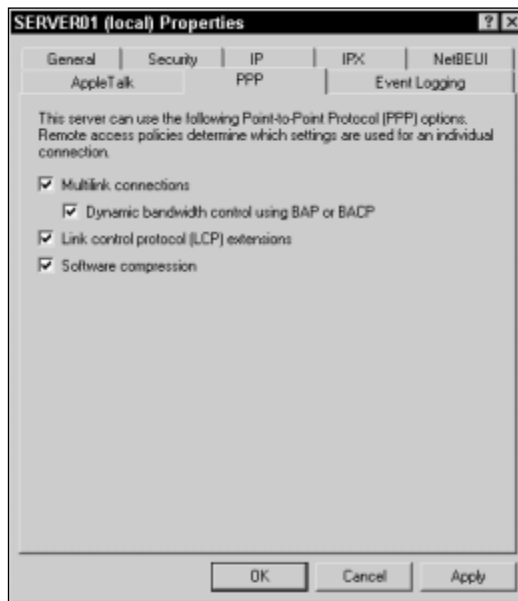 SERVER01 (local) Properties
General Security IP IPX NetBEUI
AppleTalk PPP Event Logging
This server can use the following Point-to-Point Protocol (PPP) options.
Remote access policies determine which settings are used for an individual
connection.
Multilink connections
Dynamic bandwidth control using BAP or BACP
Link control protocol (LCP) extensions
Software compression
OK Cancel Apply